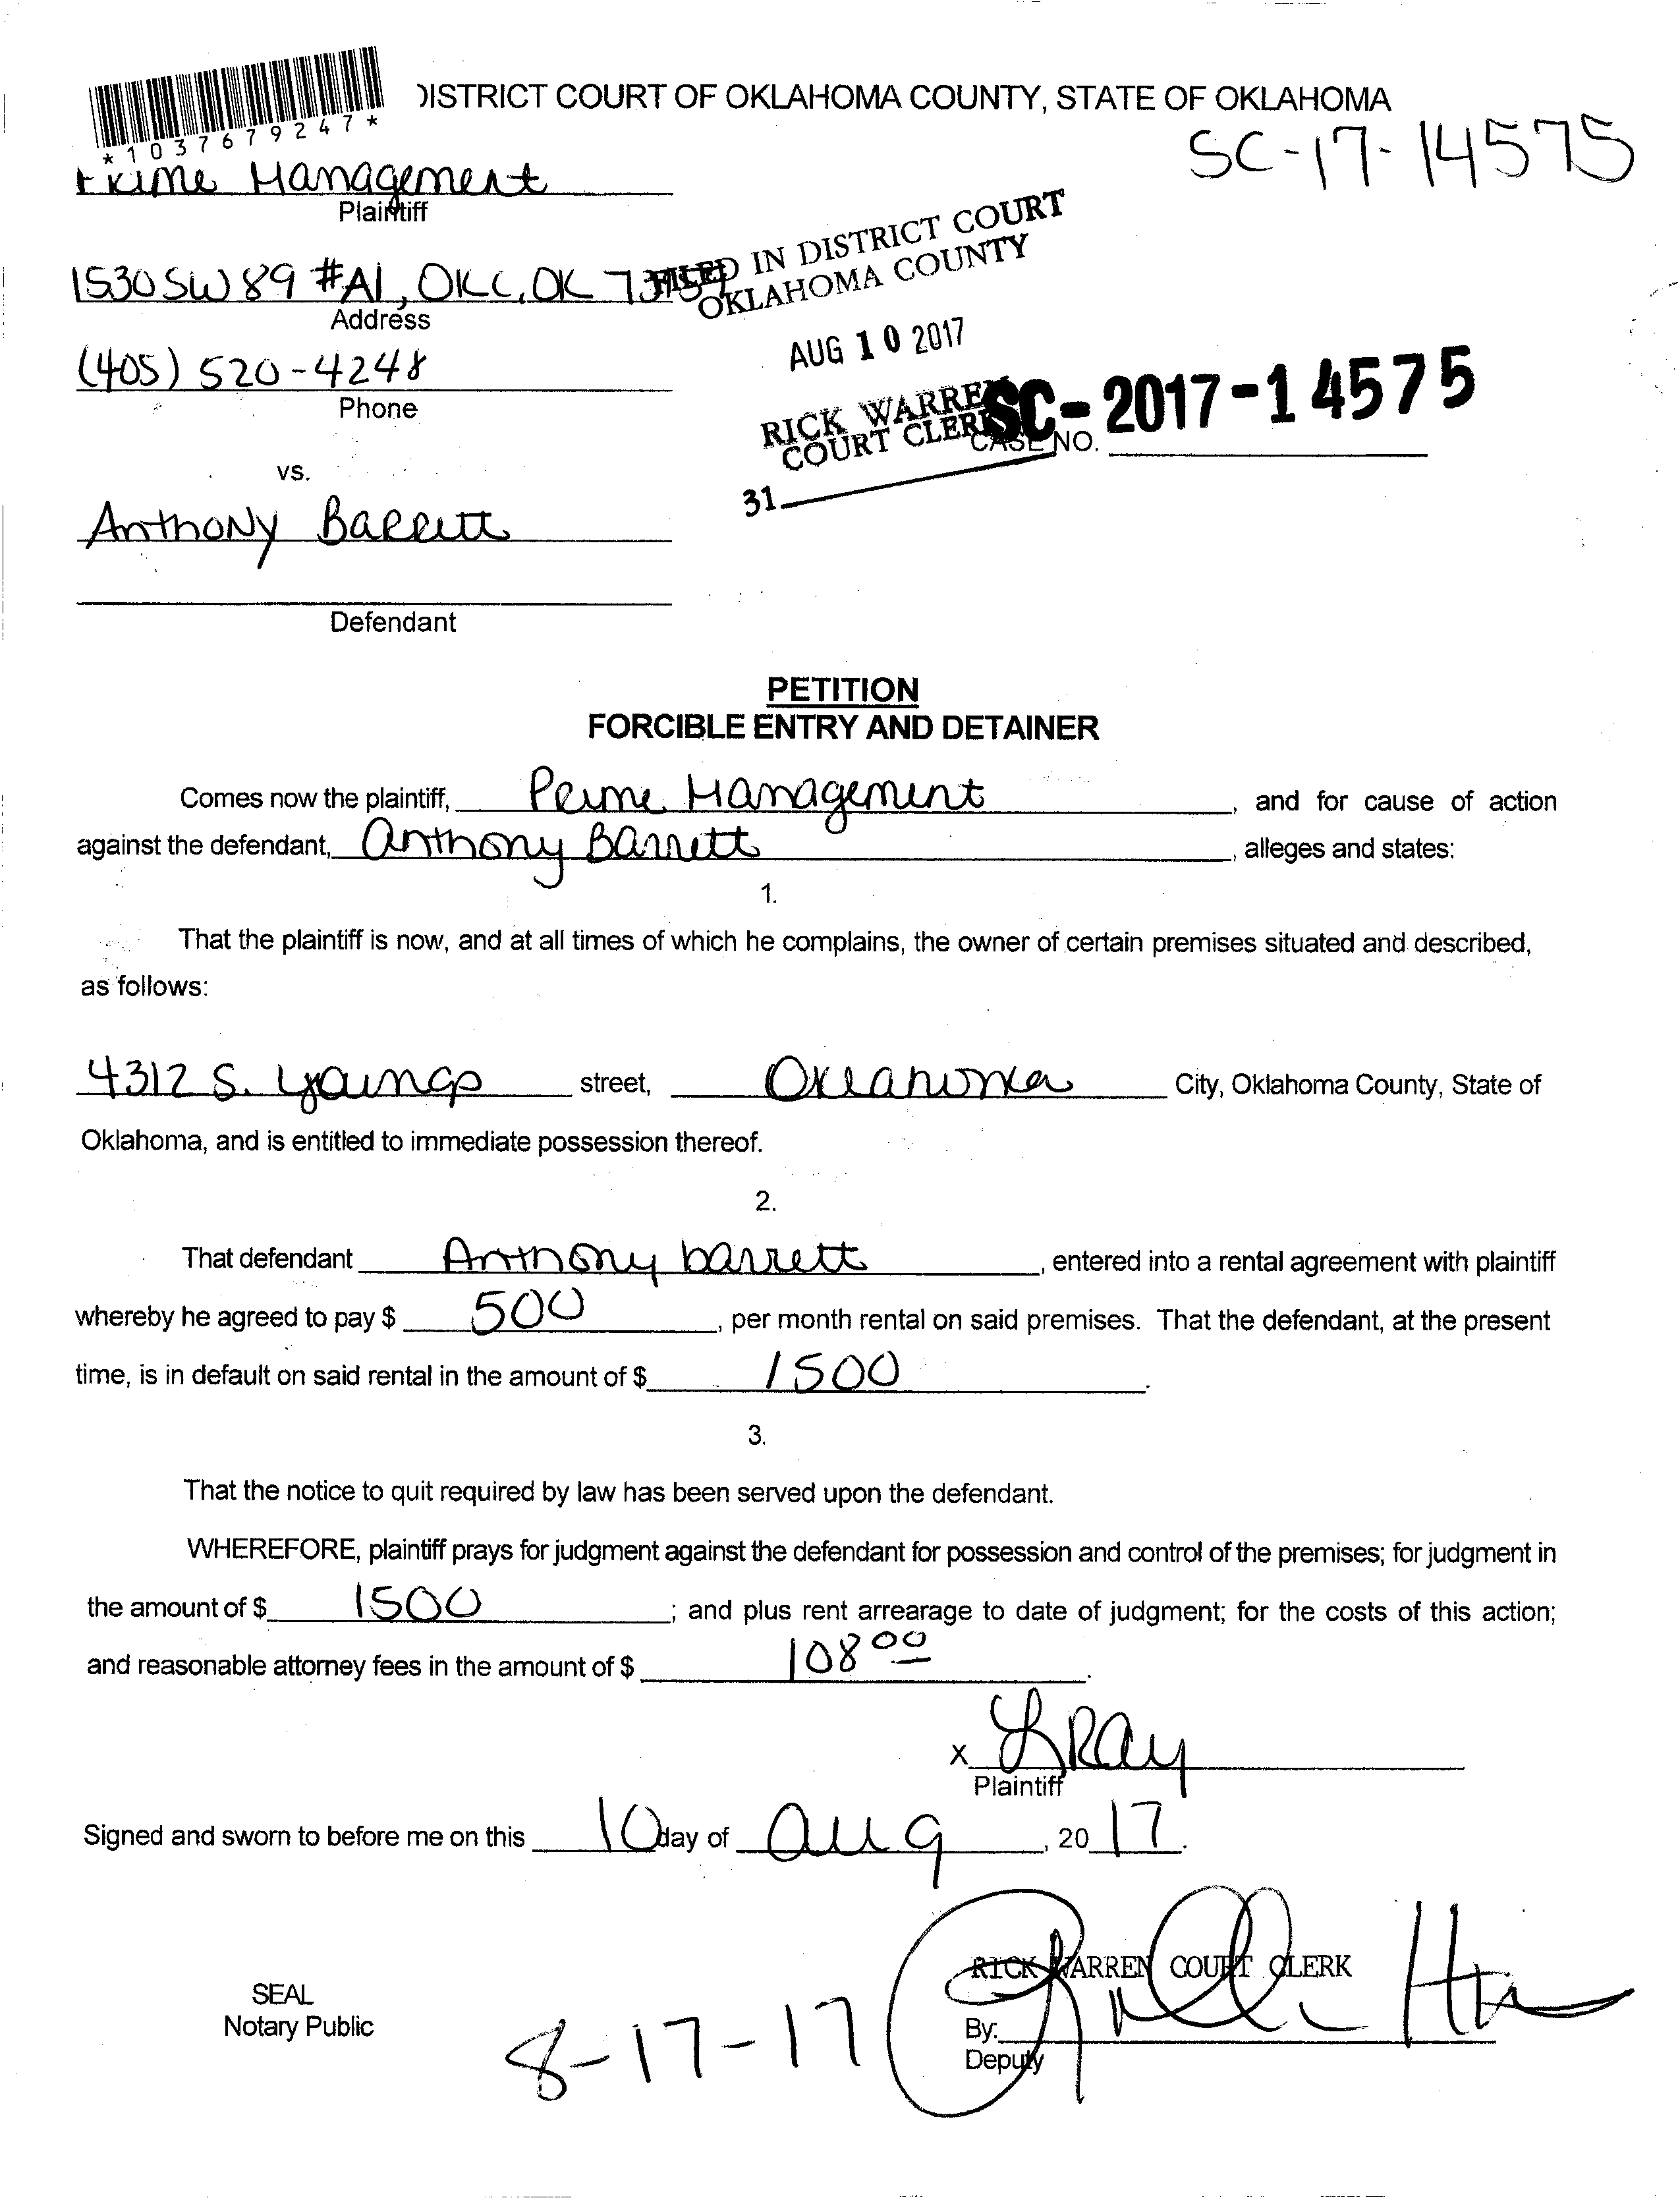 DISTRICT COURT OF OKLAHOMA COUNTY, STATE OF OKLAHOMA
*1037679247*
SC-17-14575
Prime Management
Plaintiff
1530 SW 89 #A1, OKC, OK
Address
FILED IN DISTRICT COURT
OKLAHOMA COUNTY
AUG 10 2017
(405) 520-4248
Phone
RICK WARREN
COURT CLERK
SC-2017-14575
CASE NO.
31
vs.
Anthony Barrett
Defendant
PETITION
FORCIBLE ENTRY AND DETAINER
Comes now the plaintiff, Prime Management, and for cause of action
against the defendant, Anthony Barrett, alleges and states:
1.
That the plaintiff is now, and at all times of which he complains, the owner of certain premises situated and described,
as follows:
4312 S. Youngs street, Oklahoma City, Oklahoma County, State of
Oklahoma, and is entitled to immediate possession thereof.
2.
That defendant Anthony barrett, entered into a rental agreement with plaintiff
whereby he agreed to pay $ 500, per month rental on said premises. That the defendant, at the present
time, is in default on said rental in the amount of $ 1500.
3.
That the notice to quit required by law has been served upon the defendant.
WHEREFORE, plaintiff prays for judgment against the defendant for possession and control of the premises; for judgment in
the amount of $ 1500; and plus rent arrearage to date of judgment; for the costs of this action;
and reasonable attorney fees in the amount of $ 108 00.
x LRay
Plaintiff
Signed and sworn to before me on this 10 day of Aug, 20 17.
RICK WARREN COURT CLERK
SEAL
Notary Public
8-17-17
By:
Deputy